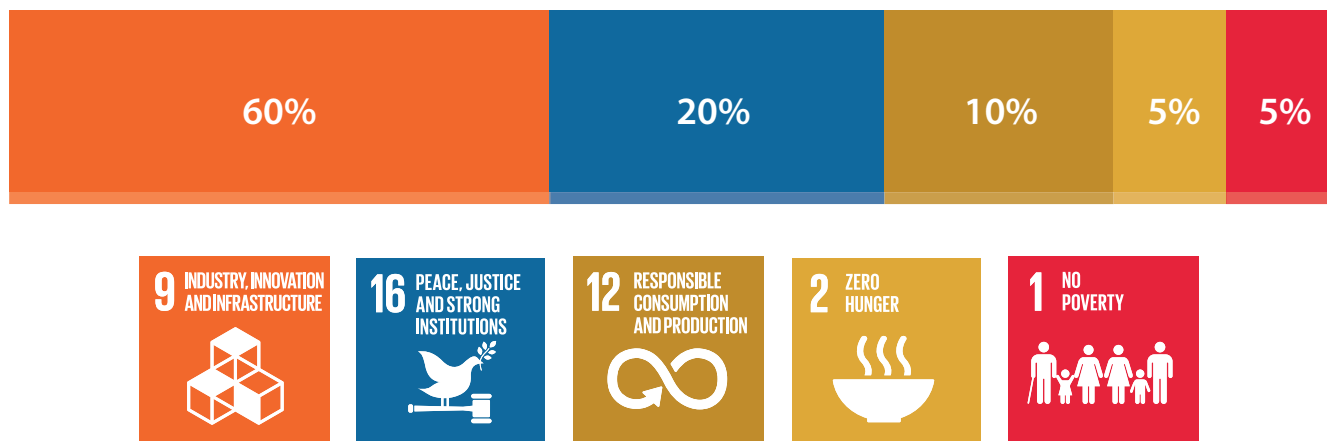 60%
20%
10%
5%
5%
9 INDUSTRY, INNOVATION
AND INFRASTRUCTURE
16 PEACE, JUSTICE
AND STRONG
INSTITUTIONS
12 RESPONSIBLE
CONSUMPTION
AND PRODUCTION
2 ZERO
HUNGER
1 NO
POVERTY